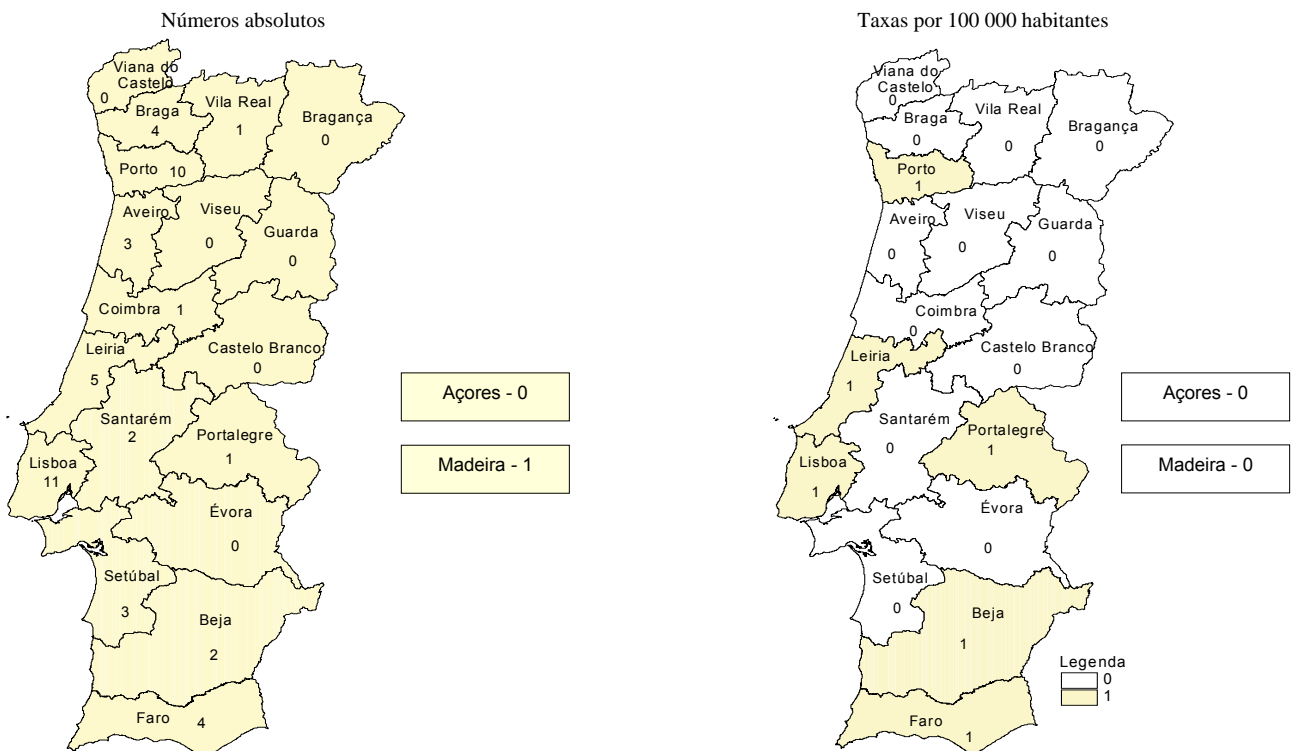 Números absolutos
Viana do
Castelo
0
Braga
4
Vila Real
1
Bragança
0
Porto 10
Aveiro
3
Viseu
0
Guarda
0
Coimbra 1
Leiria
5
Castelo Branco
0
Santarém
2
Portalegre
1
Lisboa
11
Évora
0
Setúbal
3
Beja
2
Faro 4
Açores - 0
Madeira - 1
Taxas por 100 000 habitantes
Viana do
Castelo
0
Braga
0
Vila Real
0
Bragança
0
Porto
1
Aveiro
0
Viseu
0
Guarda
0
Coimbra
0
Leiria
1
Castelo Branco
0
Santarém
0
Portalegre
1
Lisboa
1
Évora
0
Setúbal
0
Beja
1
Faro
1
Açores - 0
Madeira - 0
Legenda
0
1